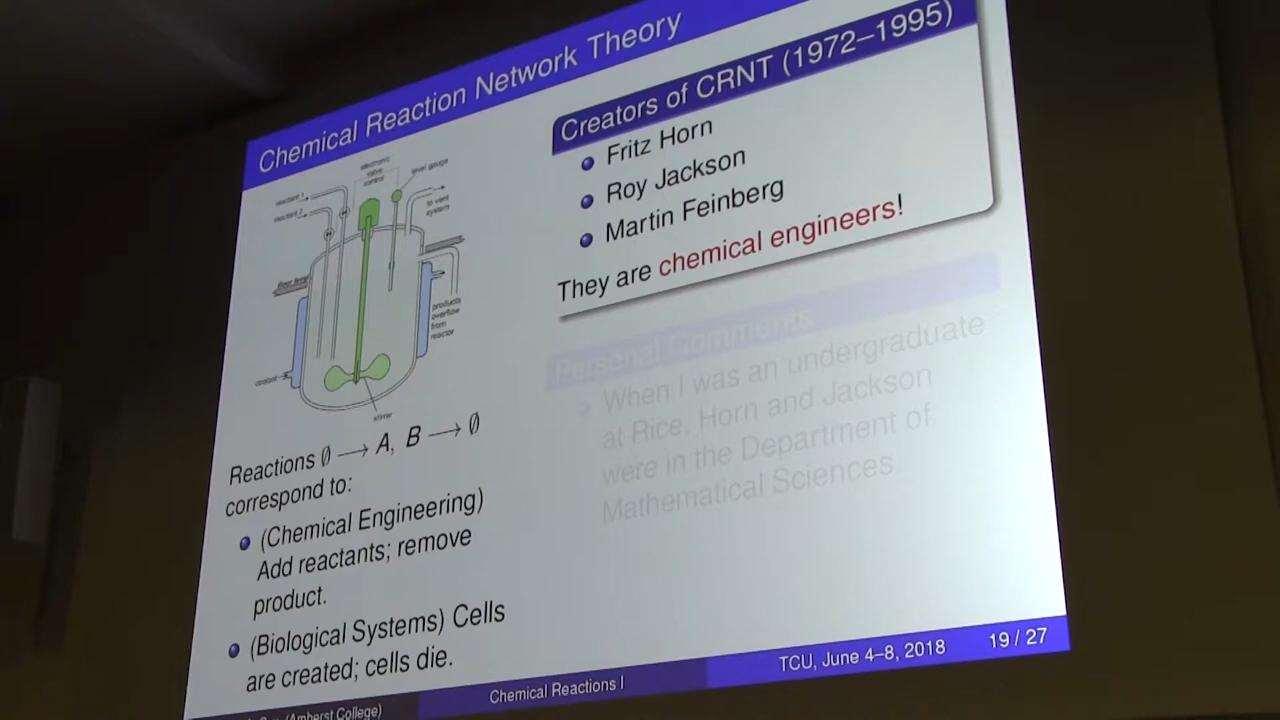 Chemical Reaction Network Theory
electronic
valve
control
level gauge
reactant 1
reactant 2
to vent
system
products
overflow
from
reactor
coolant
stirrer
Reactions ∅ → A, B → ∅
correspond to:
(Chemical Engineering)
Add reactants; remove
product.
(Biological Systems) Cells
are created; cells die.
Creators of CRNT (1972–1995)
Fritz Horn
Roy Jackson
Martin Feinberg
They are chemical engineers!
Personal Comments
When I was an undergraduate
at Rice, Horn and Jackson
were in the Department of
Mathematical Sciences.
(Amherst College)
Chemical Reactions I
TCU, June 4–8, 2018
19 / 27